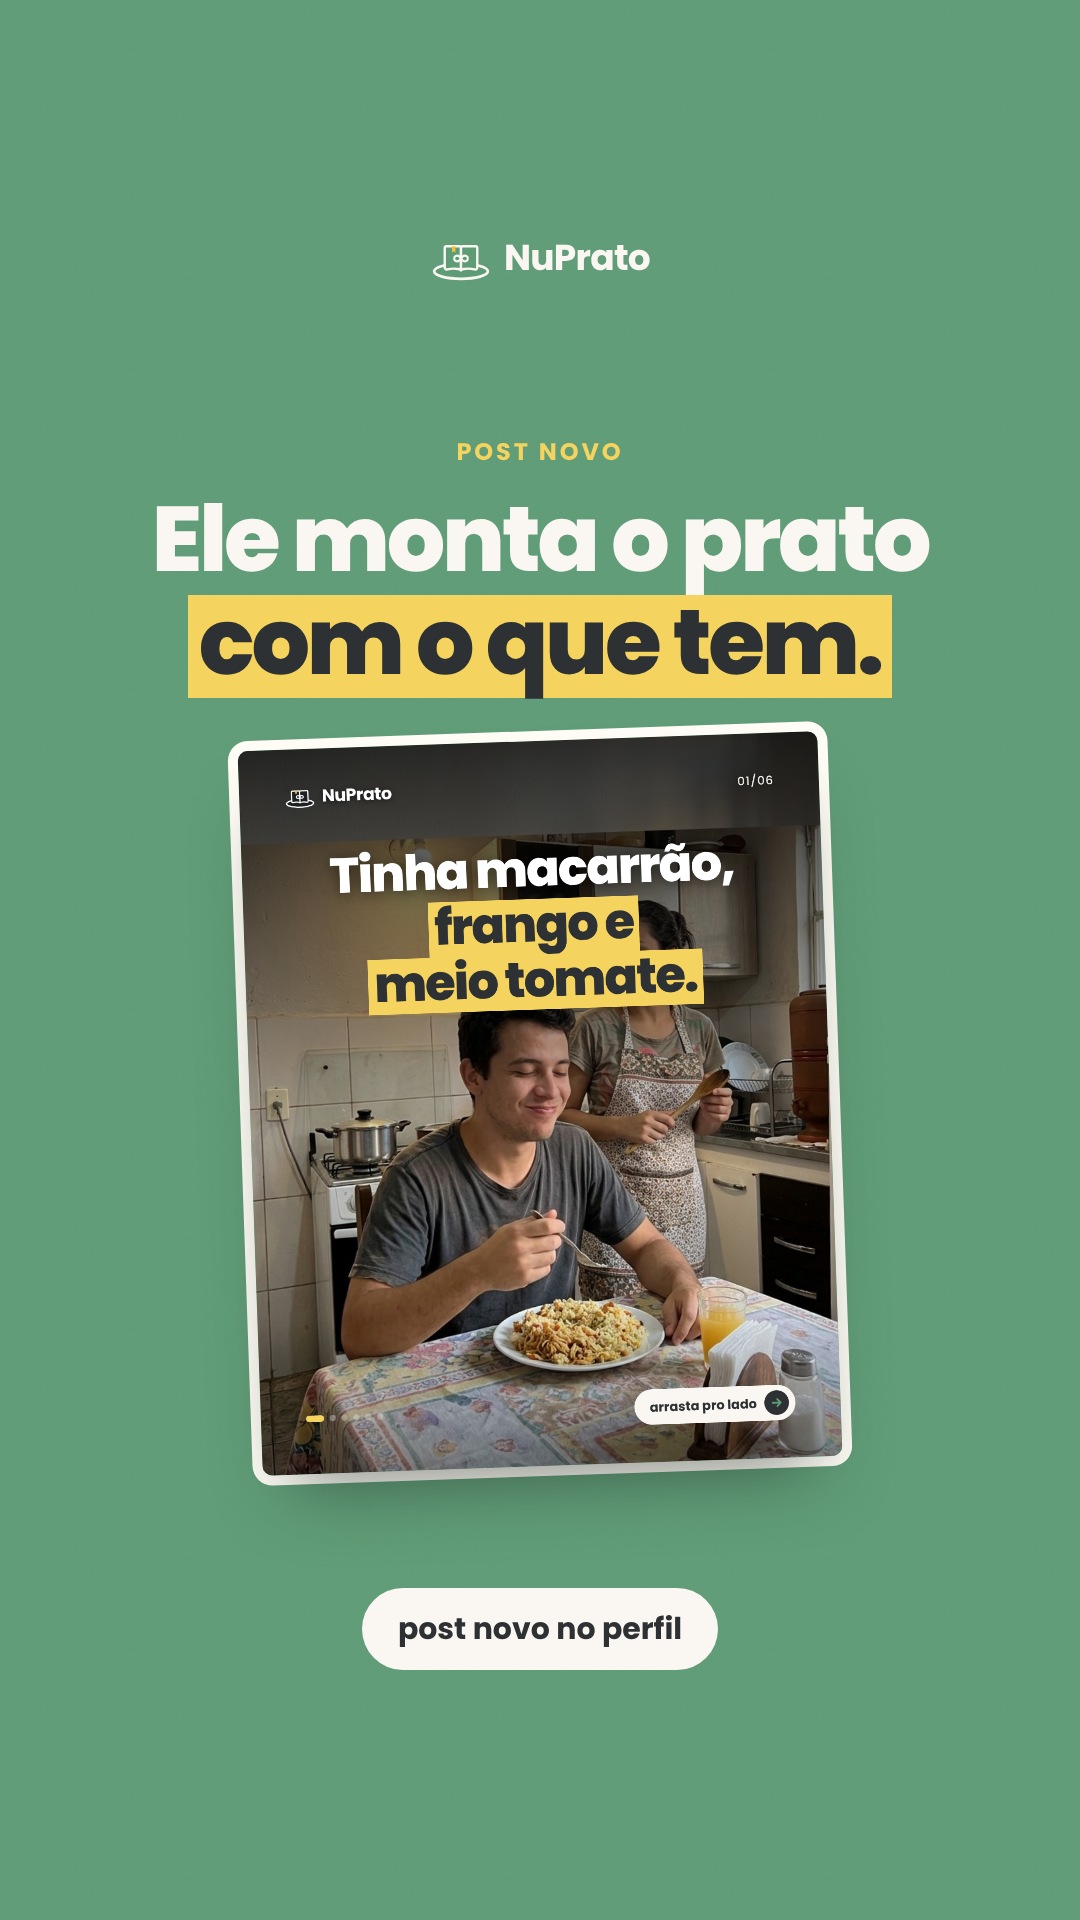 NuPrato
POST NOVO
Ele monta o prato
com o que tem.
NuPrato
01/06
Tinha macarrão,
frango e
meio tomate.
arrasta pro lado
post novo no perfil